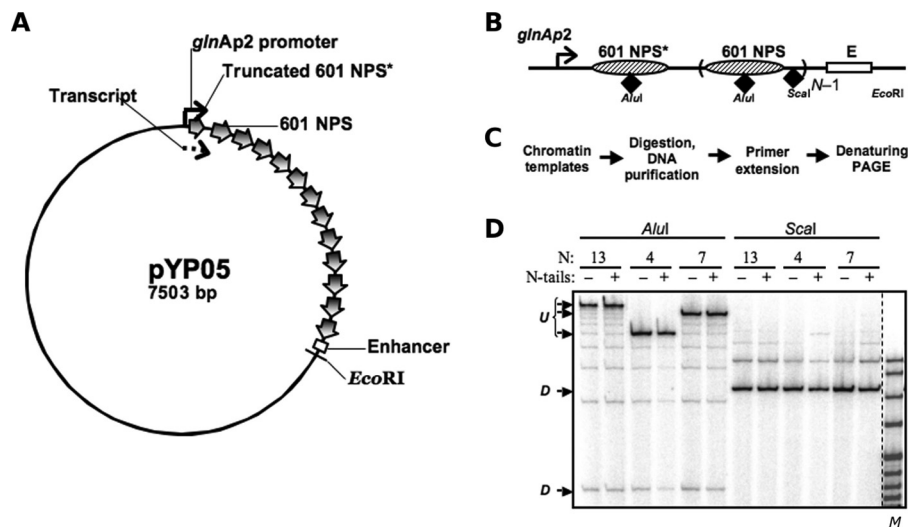 A
glnAp2 promoter
Truncated 601 NPS*
Transcript
601 NPS
pYP05
7503 bp
Enhancer
EcoRI
B
glnAp2
601 NPS*
601 NPS
E
AluI
AluI
ScaI
N–1
EcoRI
C
Chromatin templates
Digestion, DNA purification
Primer extension
Denaturing PAGE
D
AluI
ScaI
N: 13 4 7 13 4 7
N-tails: – + – + – + – + – + – +
U
D
D
M